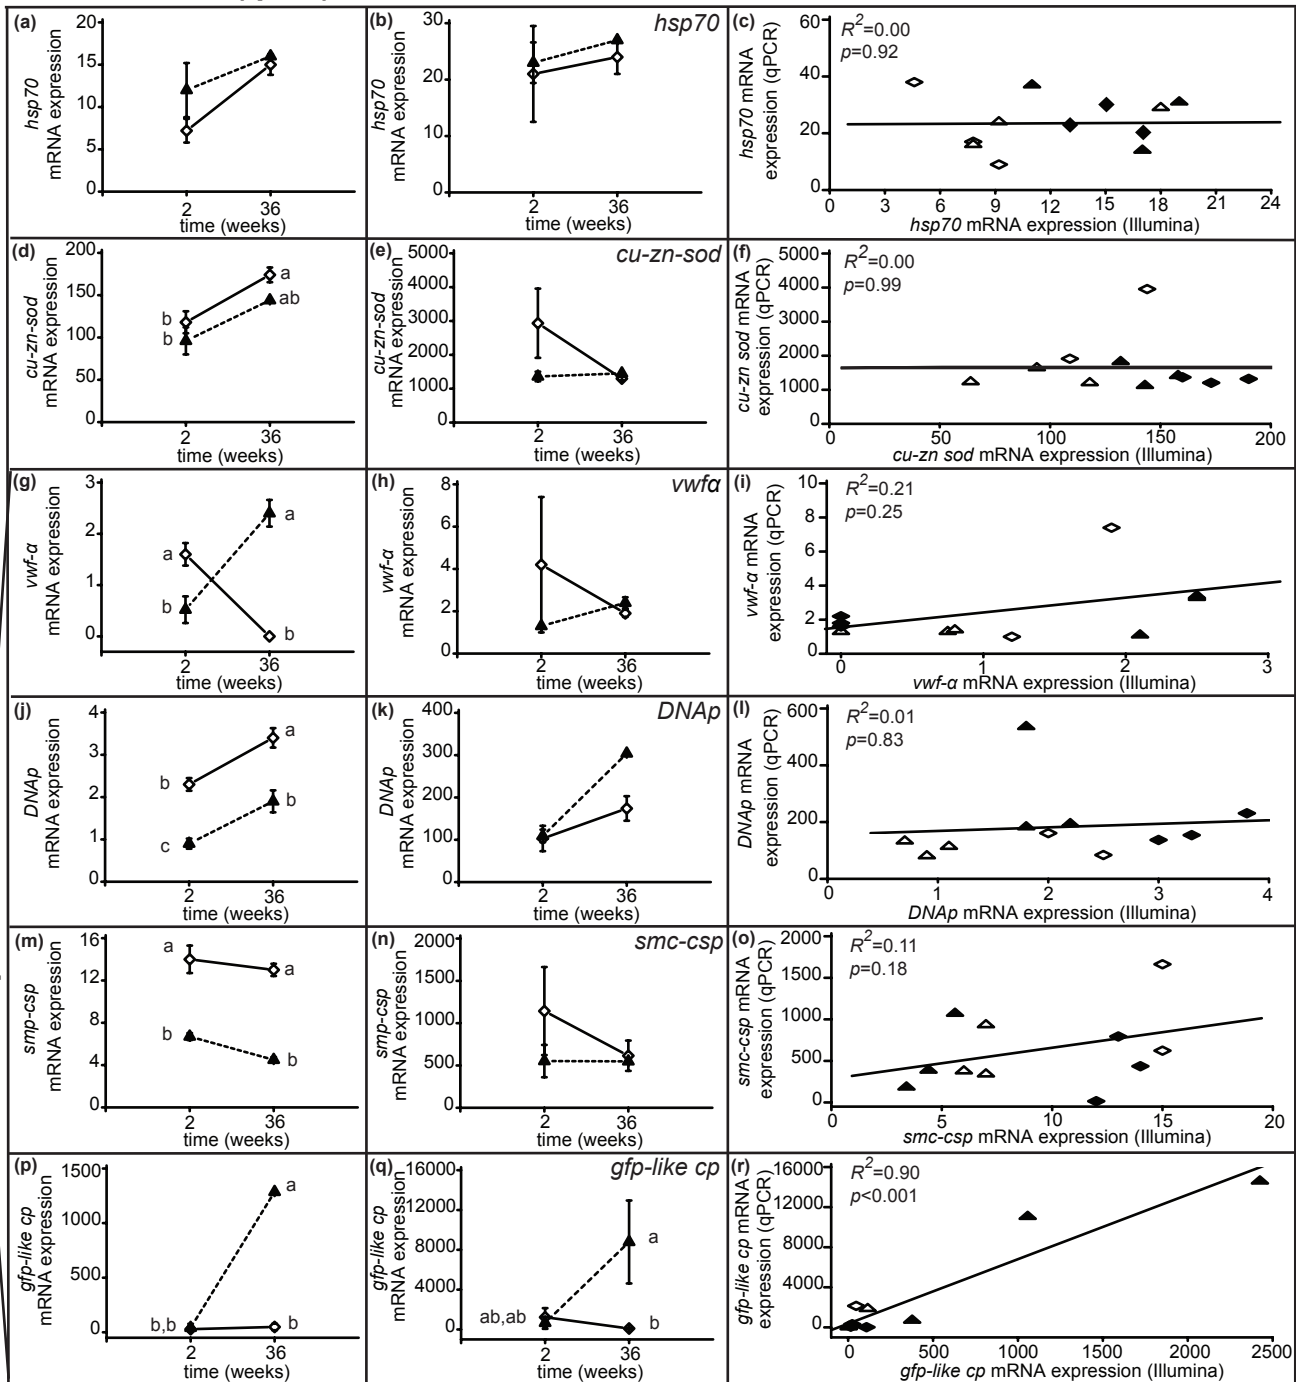 (a)
hsp70
mRNA expression
20
15
10
5
0
2
36
time (weeks)
(b)
hsp70
hsp70
mRNA expression
30
20
10
0
2
36
time (weeks)
(c)
R²=0.00
p=0.92
hsp70 mRNA
expression (qPCR)
60
40
20
0
0 3 6 9 12 15 18 21 24
hsp70 mRNA expression (Illumina)
(d)
cu-zn-sod
mRNA expression
200
150
100
50
0
a
ab
b
b
2
36
time (weeks)
(e)
cu-zn-sod
cu-zn-sod
mRNA expression
5000
4000
3000
2000
1000
0
2
36
time (weeks)
(f)
R²=0.00
p=0.99
cu-zn sod mRNA
expression (qPCR)
5000
4000
2000
1000
0
50 100 150 200
cu-zn sod mRNA expression (Illumina)
(g)
vwf-α
mRNA expression
3
2
1
0
a
a
b
b
2
36
time (weeks)
(h)
vwfα
vwf-α
mRNA expression
8
6
4
2
0
2
36
time (weeks)
(i)
R²=0.21
p=0.25
vwf-α mRNA
expression (qPCR)
10
8
6
4
2
0
0 1 2 3
vwf-α mRNA expression (Illumina)
(j)
DNAp
mRNA expression
4
3
2
1
0
a
b
b
c
2
36
time (weeks)
(k)
DNAp
DNAp
mRNA expression
400
300
200
100
0
2
36
time (weeks)
(l)
R²=0.01
p=0.83
DNAp mRNA
expression (qPCR)
600
400
200
0
0 1 2 3 4
DNAp mRNA expression (Illumina)
(m)
smp-csp
mRNA expression
16
12
8
4
0
a
a
b
b
2
36
time (weeks)
(n)
smc-csp
smp-csp
mRNA expression
2000
1500
1000
500
0
2
36
time (weeks)
(o)
R²=0.11
p=0.18
smc-csp mRNA
expression (qPCR)
2000
1500
1000
500
0
0 5 10 15 20
smc-csp mRNA expression (Illumina)
(p)
gfp-like cp
mRNA expression
1500
1000
500
0
a
b,b
b
2
36
time (weeks)
(q)
gfp-like cp
gfp-like cp
mRNA expression
16000
12000
8000
4000
0
a
ab,ab
b
2
36
time (weeks)
(r)
R²=0.90
p<0.001
gfp-like cp mRNA
expression (qPCR)
16000
12000
8000
4000
0
0 500 1000 1500 2000 2500
gfp-like cp mRNA expression (Illumina)